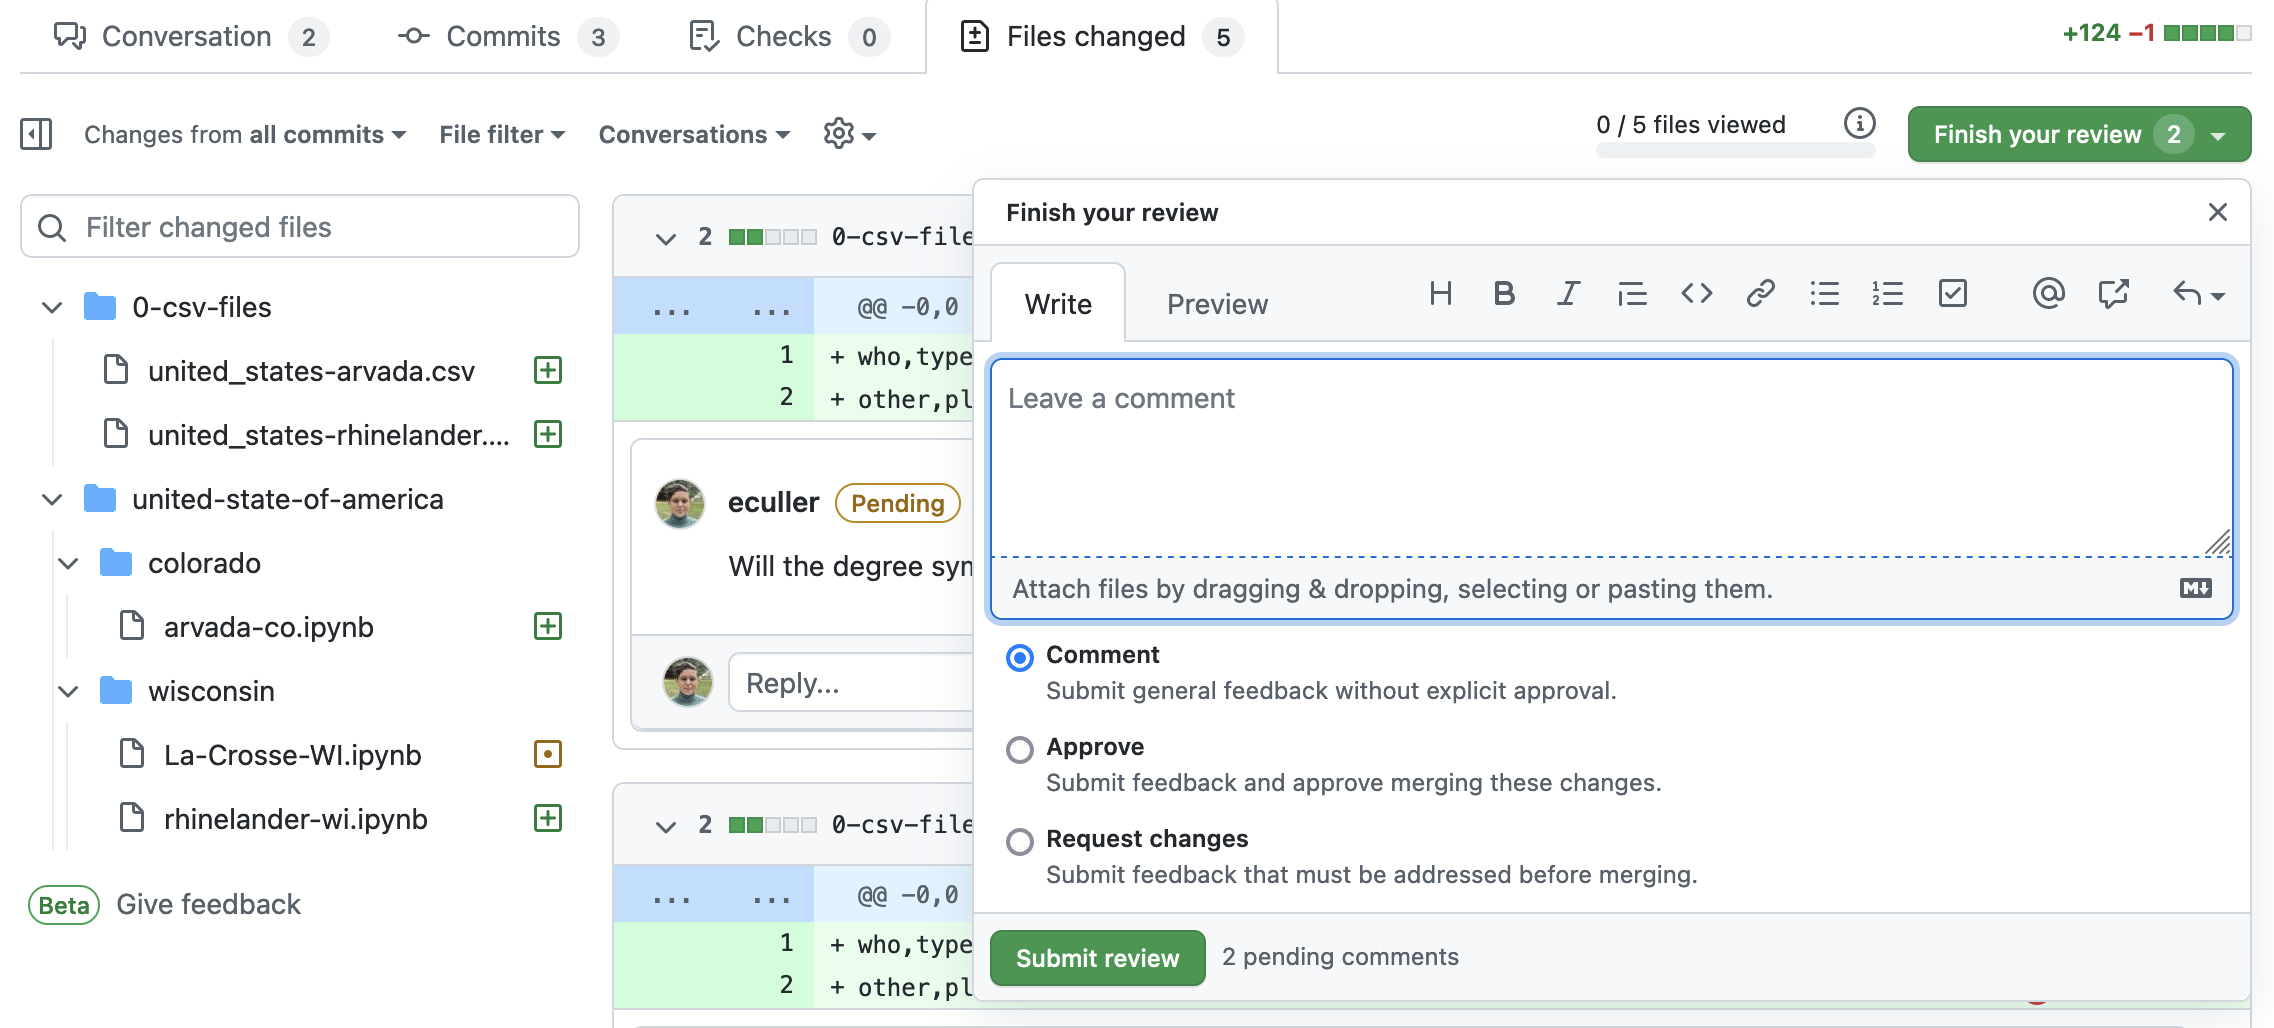 Conversation 2 Commits 3 Checks 0 Files changed 5 +124 −1
Changes from all commits File filter Conversations 0 / 5 files viewed Finish your review 2
Filter changed files
0-csv-files
united_states-arvada.csv
united_states-rhinelander....
united-state-of-america
colorado
arvada-co.ipynb
wisconsin
La-Crosse-WI.ipynb
rhinelander-wi.ipynb
Beta Give feedback
2 0-csv-file
... ... @@ -0,0
1 + who,type
2 + other,pl
eculler Pending
Will the degree sym
Reply...
2 0-csv-file
... ... @@ -0,0
1 + who,type
2 + other,pl
Finish your review
Write Preview
Leave a comment
Attach files by dragging & dropping, selecting or pasting them.
Comment
Submit general feedback without explicit approval.
Approve
Submit feedback and approve merging these changes.
Request changes
Submit feedback that must be addressed before merging.
Submit review 2 pending comments